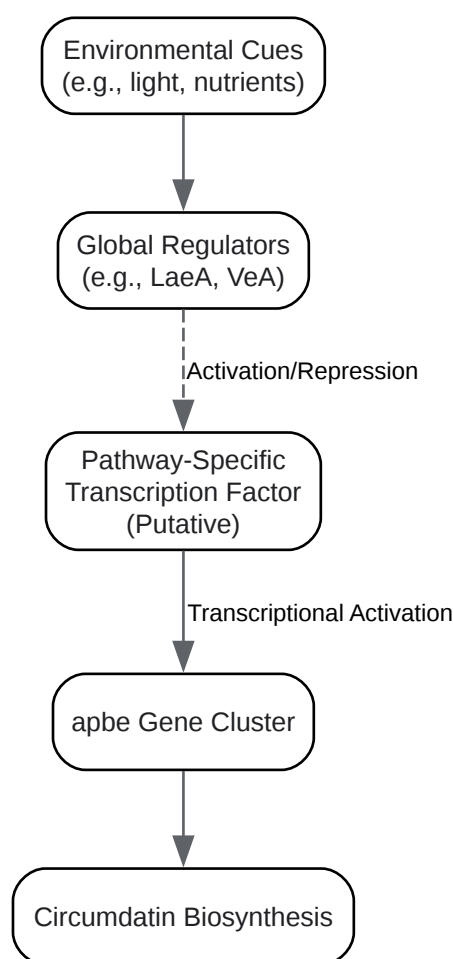 Environmental Cues
(e.g., light, nutrients)
Global Regulators
(e.g., LaeA, VeA)
Activation/Repression
Pathway-Specific
Transcription Factor
(Putative)
Transcriptional Activation
apbe Gene Cluster
Circumdatin Biosynthesis